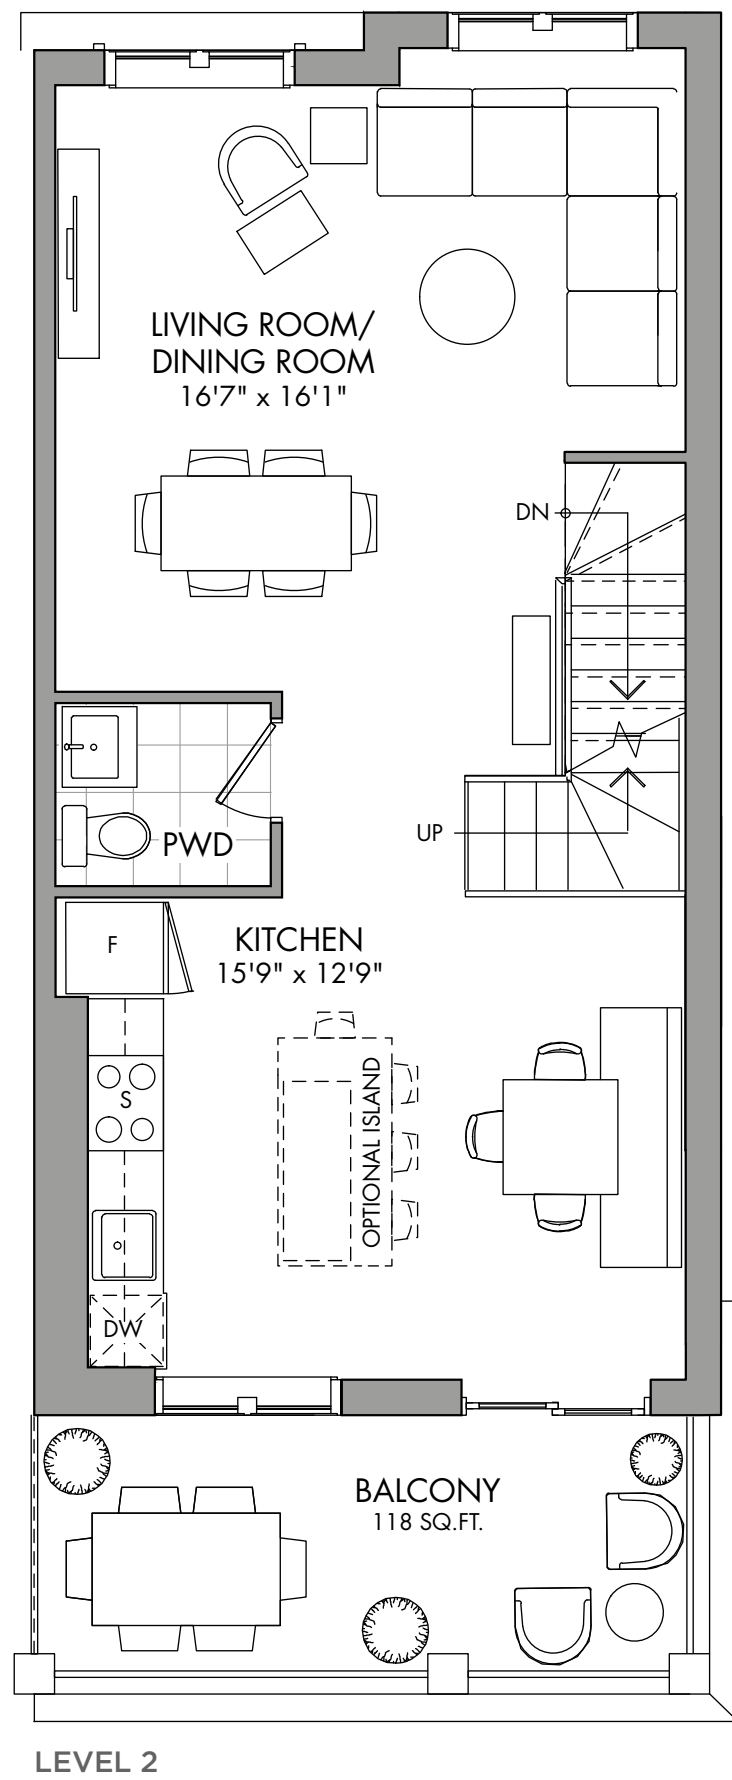 LIVING ROOM/
DINING ROOM
16'7" x 16'1"
DN
UP
PWD
F
KITCHEN
15'9" x 12'9"
S
OPTIONAL ISLAND
DW
BALCONY
118 SQ.FT.
LEVEL 2